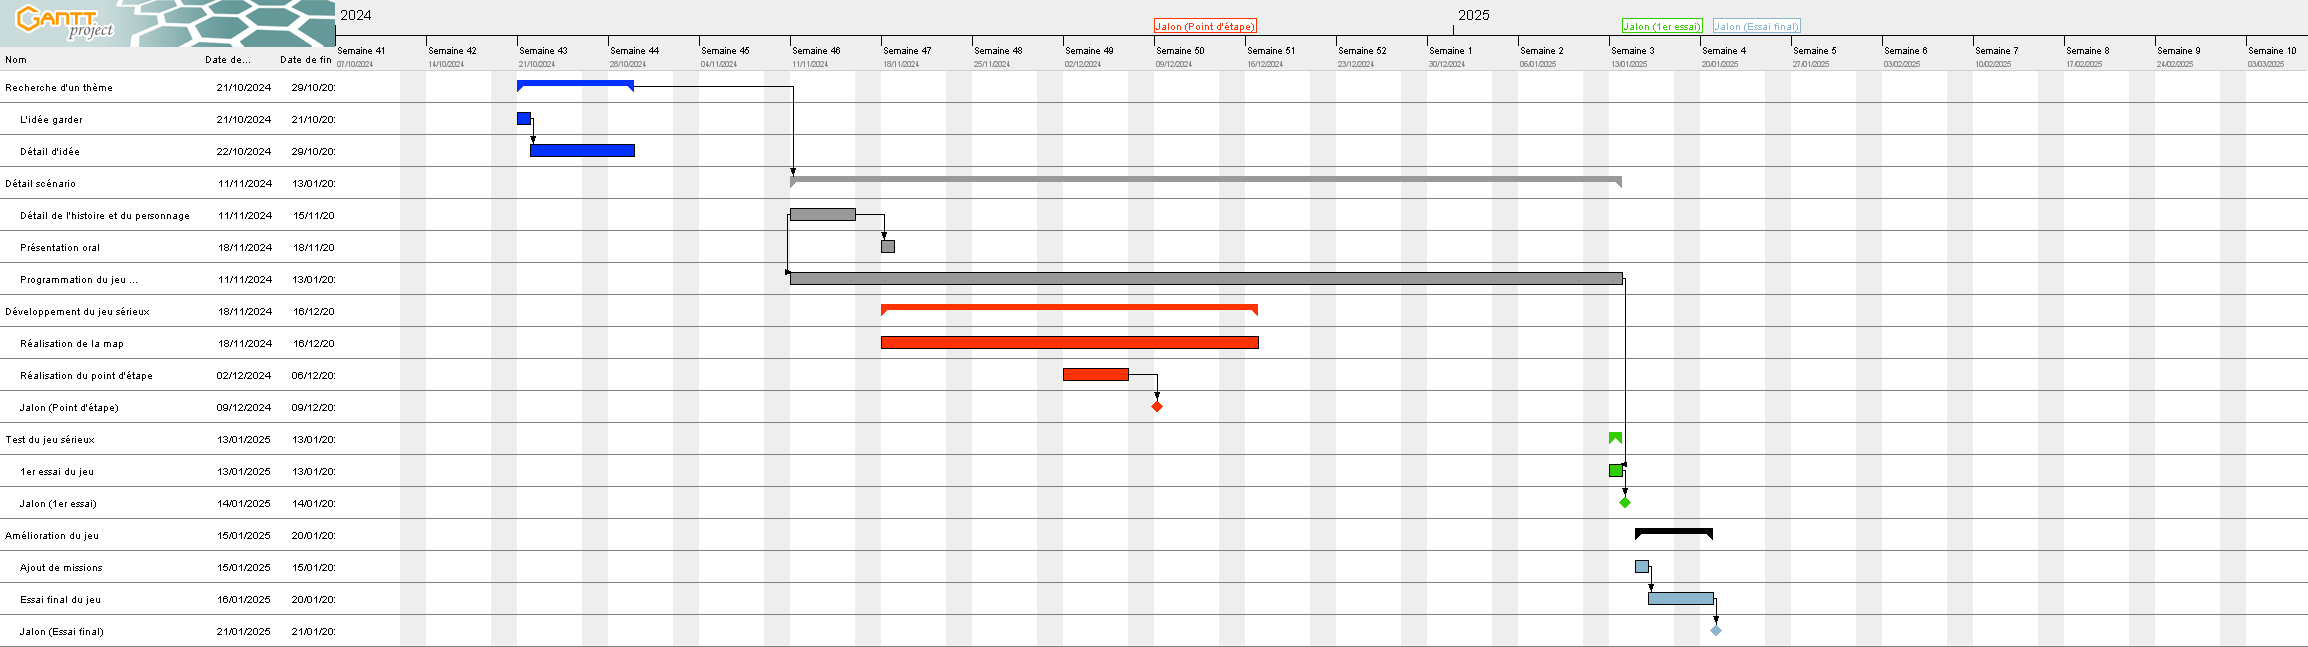 GANTT project
2024
2025
Jalon (Point d'étape)
Jalon (1er essai)
Jalon (Essai final)
Semaine 41 Semaine 42 Semaine 43 Semaine 44 Semaine 45 Semaine 46 Semaine 47 Semaine 48 Semaine 49 Semaine 50 Semaine 51 Semaine 52 Semaine 1 Semaine 2 Semaine 3 Semaine 4 Semaine 5 Semaine 6 Semaine 7 Semaine 8 Semaine 9 Semaine 10
Nom Date de... Date de fin
07/10/2024 14/10/2024 21/10/2024 28/10/2024 04/11/2024 11/11/2024 18/11/2024 25/11/2024 02/12/2024 09/12/2024 16/12/2024 23/12/2024 30/12/2024 06/01/2025 13/01/2025 20/01/2025 27/01/2025 03/02/2025 10/02/2025 17/02/2025 24/02/2025 03/03/2025
Recherche d'un thème 21/10/2024 29/10/20
L'idée garder 21/10/2024 21/10/20
Détail d'idée 22/10/2024 29/10/20
Détail scénario 11/11/2024 13/01/20
Détail de l'histoire et du personnage 11/11/2024 15/11/20
Présentation oral 18/11/2024 18/11/20
Programmation du jeu ... 11/11/2024 13/01/20
Développement du jeu sérieux 18/11/2024 16/12/20
Réalisation de la map 18/11/2024 16/12/20
Réalisation du point d'étape 02/12/2024 06/12/20
Jalon (Point d'étape) 09/12/2024 09/12/20
Test du jeu sérieux 13/01/2025 13/01/20
1er essai du jeu 13/01/2025 13/01/20
Jalon (1er essai) 14/01/2025 14/01/20
Amélioration du jeu 15/01/2025 20/01/20
Ajout de missions 15/01/2025 15/01/20
Essai final du jeu 16/01/2025 20/01/20
Jalon (Essai final) 21/01/2025 21/01/20